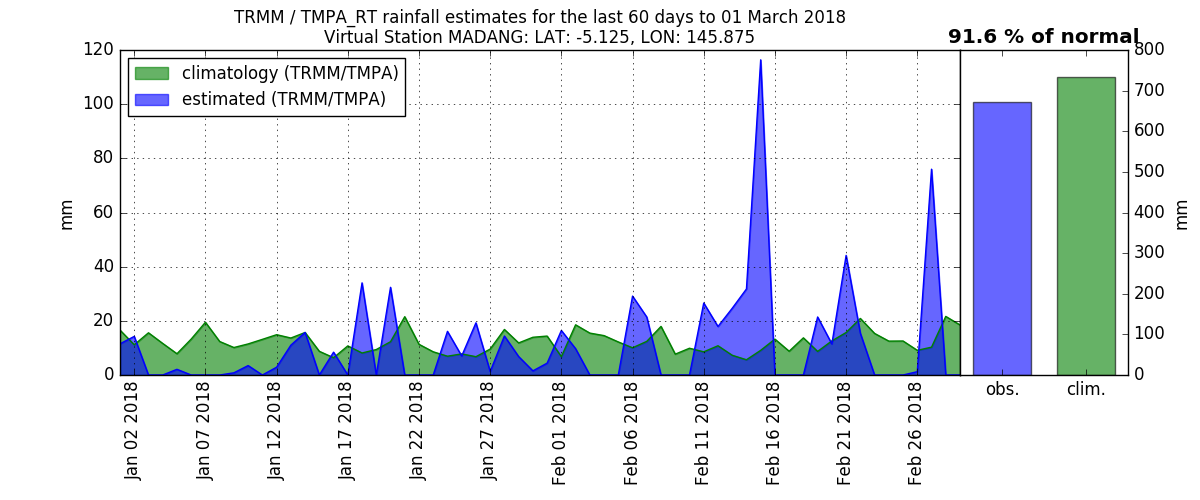 TRMM / TMPA_RT rainfall estimates for the last 60 days to 01 March 2018
Virtual Station MADANG: LAT: -5.125, LON: 145.875
91.6 % of normal
climatology (TRMM/TMPA)
estimated (TRMM/TMPA)
120
100
80
60
40
20
0
mm
Jan 02 2018
Jan 07 2018
Jan 12 2018
Jan 17 2018
Jan 22 2018
Jan 27 2018
Feb 01 2018
Feb 06 2018
Feb 11 2018
Feb 16 2018
Feb 21 2018
Feb 26 2018
800
700
600
500
400
300
200
100
0
mm
obs.
clim.